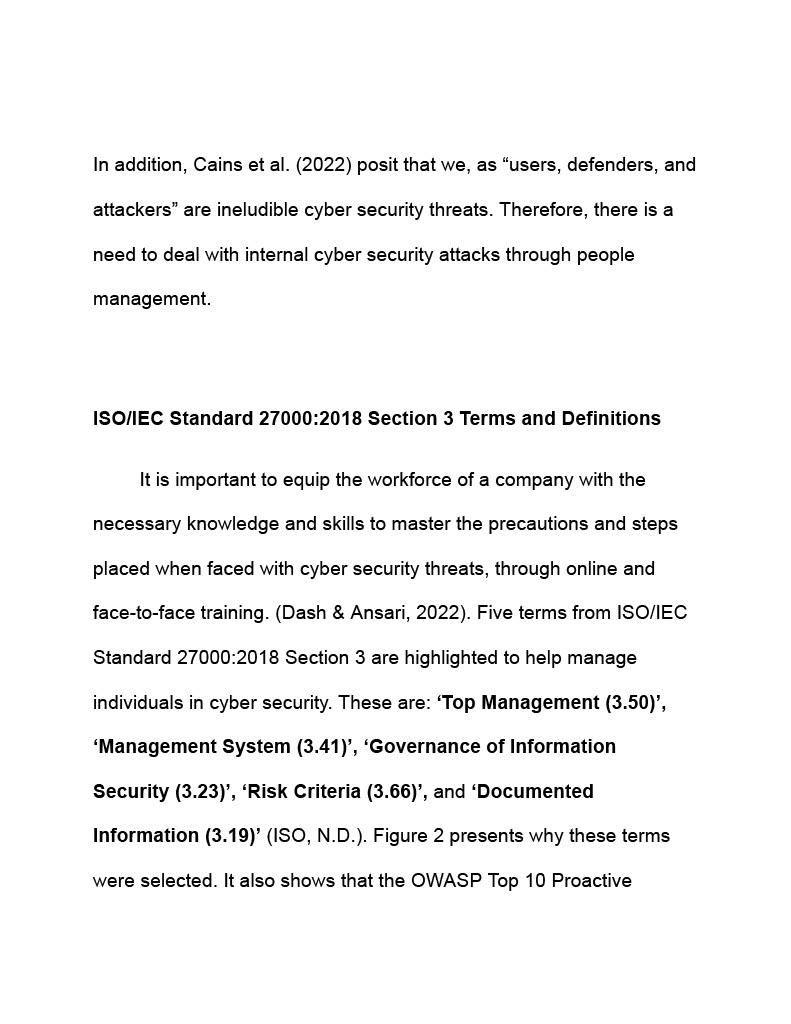 In addition, Cains et al. (2022) posit that we, as “users, defenders, and
attackers” are ineludible cyber security threats. Therefore, there is a
need to deal with internal cyber security attacks through people
management.
ISO/IEC Standard 27000:2018 Section 3 Terms and Definitions
It is important to equip the workforce of a company with the
necessary knowledge and skills to master the precautions and steps
placed when faced with cyber security threats, through online and
face-to-face training. (Dash & Ansari, 2022). Five terms from ISO/IEC
Standard 27000:2018 Section 3 are highlighted to help manage
individuals in cyber security. These are: ‘Top Management (3.50)’,
‘Management System (3.41)’, ‘Governance of Information
Security (3.23)’, ‘Risk Criteria (3.66)’, and ‘Documented
Information (3.19)’ (ISO, N.D.). Figure 2 presents why these terms
were selected. It also shows that the OWASP Top 10 Proactive